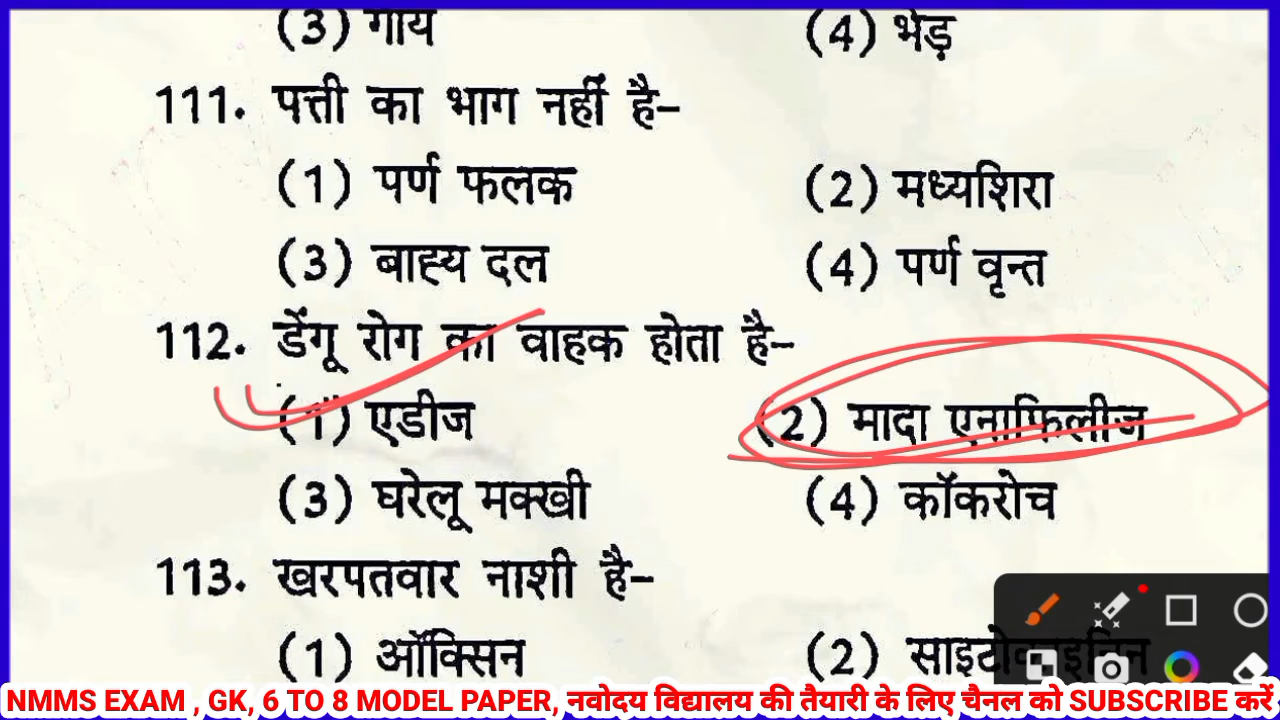 (3) गाय (4) भेड़
111. पत्ती का भाग नहीं है-
(1) पर्ण फलक (2) मध्यशिरा
(3) बाह्य दल (4) पर्ण वृन्त
112. डेंगू रोग का वाहक होता है-
(1) एडीज (2) मादा एनाफिलीज
(3) घरेलू मक्खी (4) कॉकरोच
113. खरपतवार नाशी है-
(1) ऑक्सिन (2)
NMMS EXAM , GK, 6 TO 8 MODEL PAPER, नवोदय विद्यालय की तैयारी के लिए चैनल को SUBSCRIBE करें